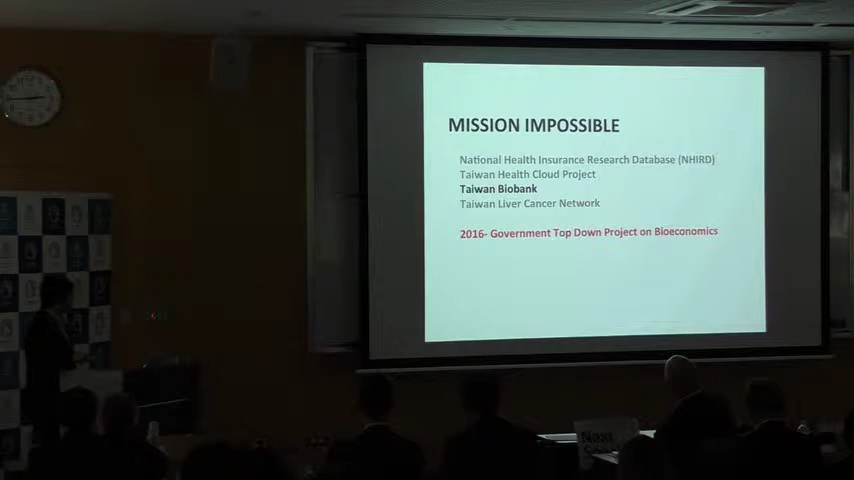 MISSION IMPOSSIBLE
National Health Insurance Research Database (NHIRD)
Taiwan Health Cloud Project
Taiwan Biobank
Taiwan Liver Cancer Network
2016- Government Top Down Project on Bioeconomics